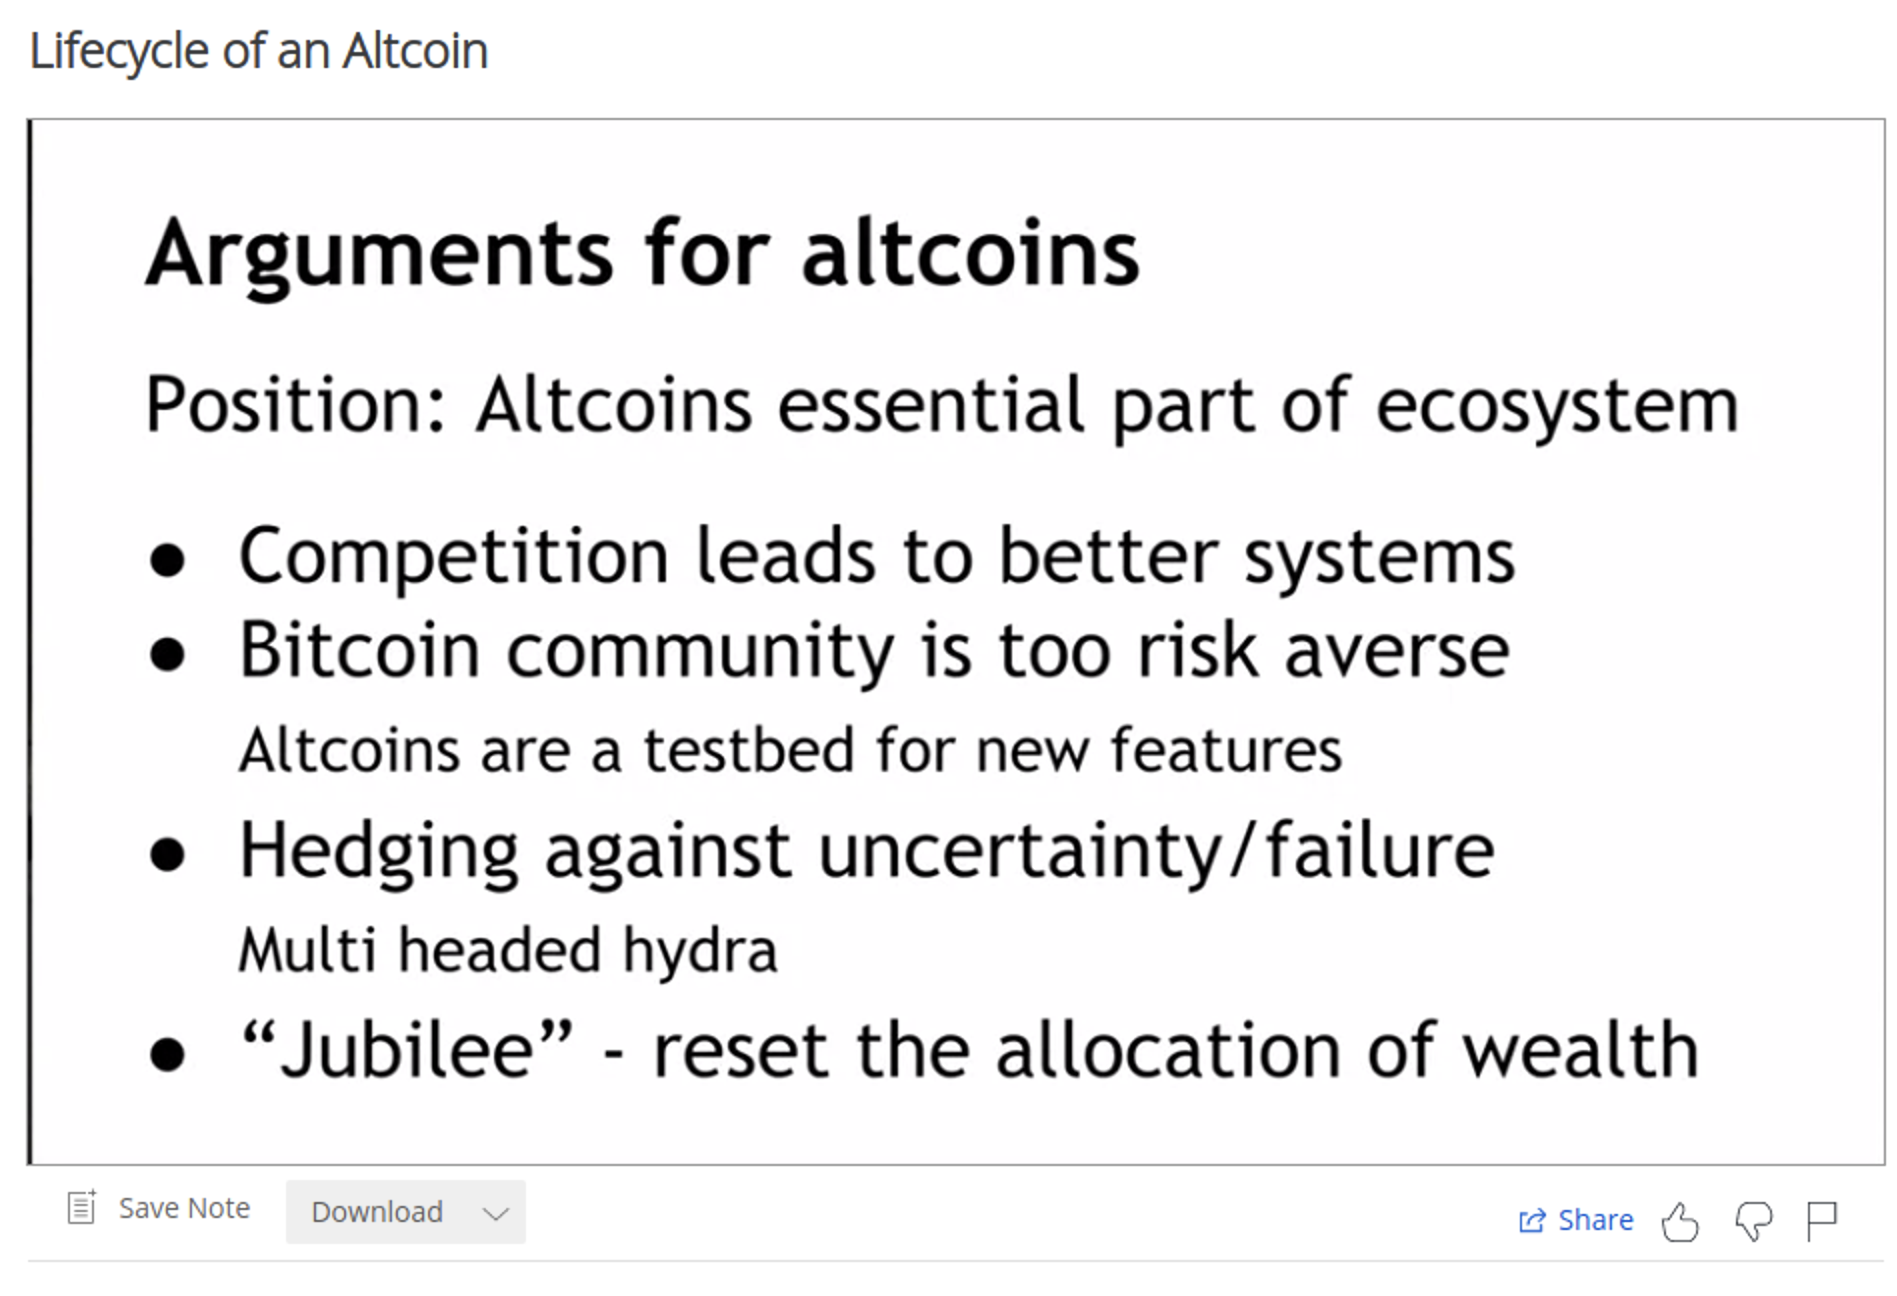 Lifecycle of an Altcoin
Arguments for altcoins
Position: Altcoins essential part of ecosystem
● Competition leads to better systems
● Bitcoin community is too risk averse
Altcoins are a testbed for new features
● Hedging against uncertainty/failure
Multi headed hydra
● “Jubilee” - reset the allocation of wealth
Save Note
Download
Share